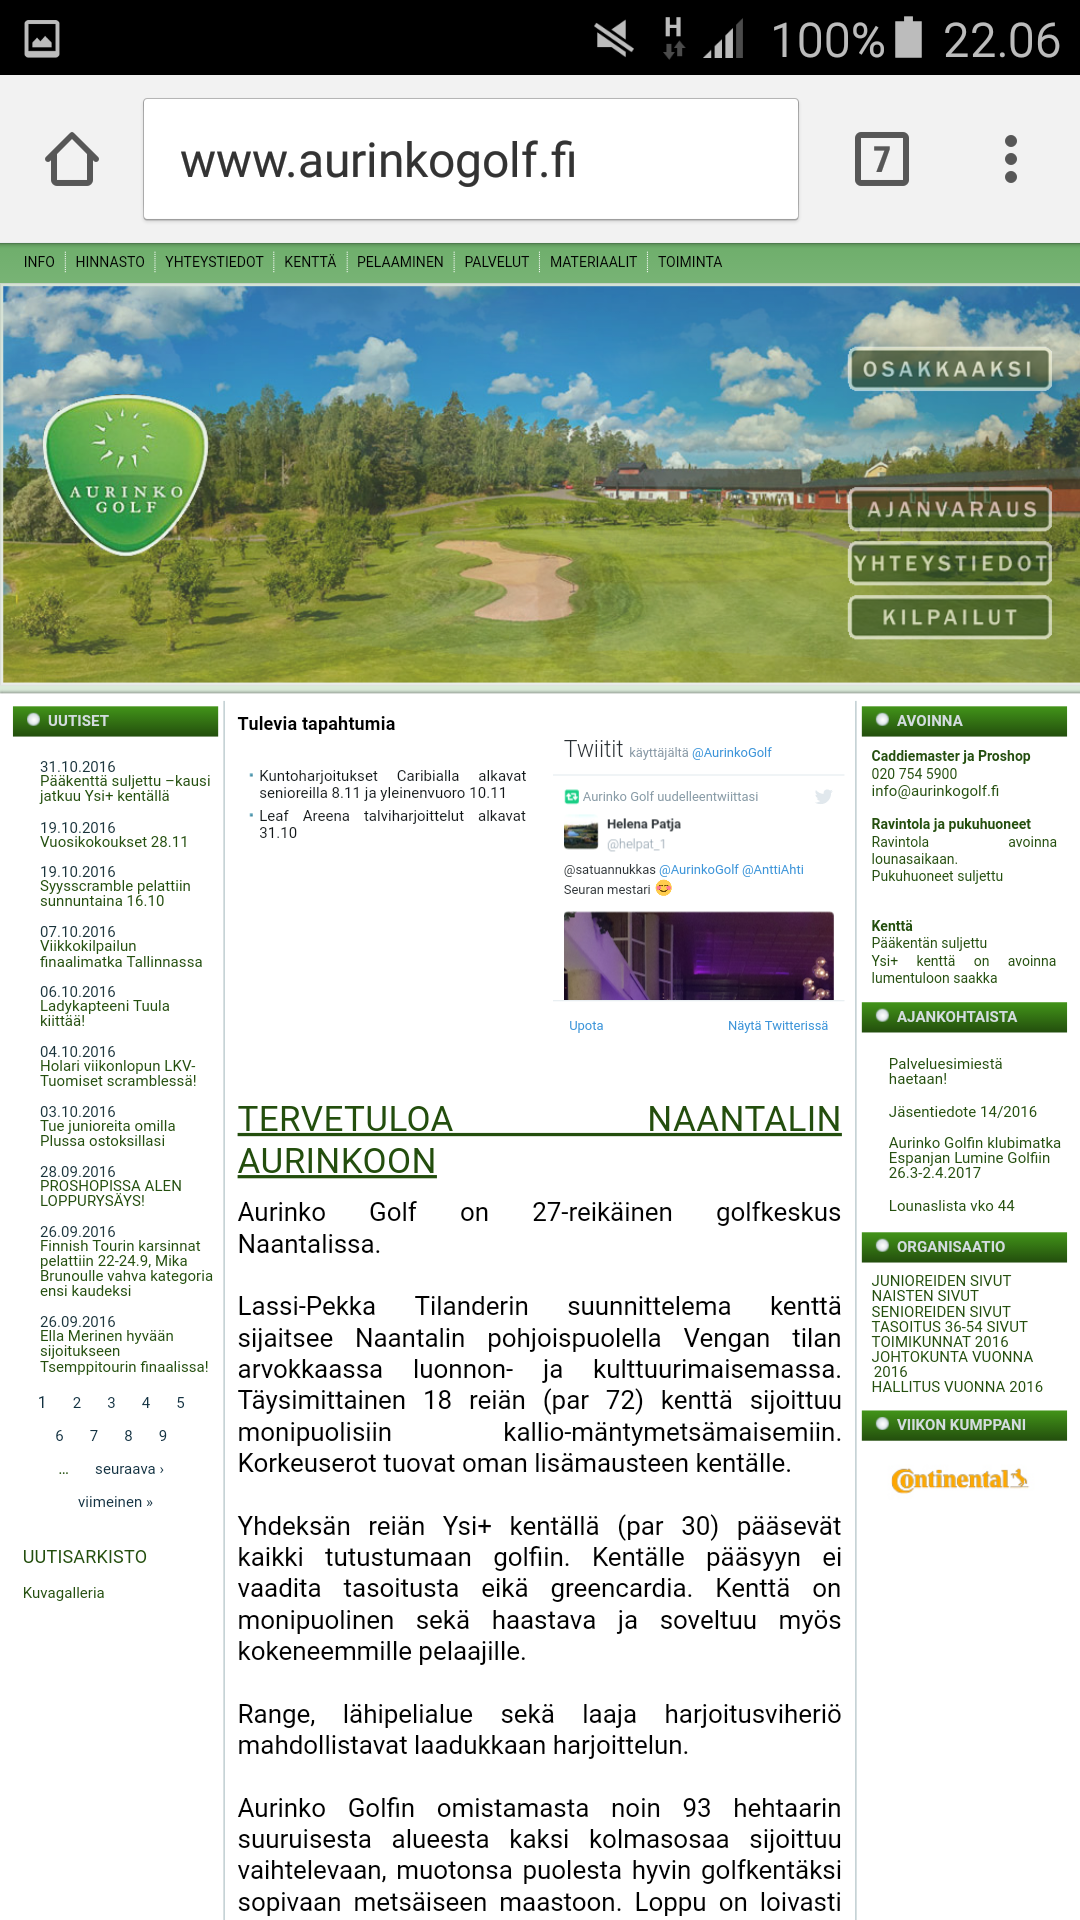 H 100% 22.06
www.aurinkogolf.fi
7
INFO HINNASTO YHTEYSTIEDOT KENTTÄ PELAAMINEN PALVELUT MATERIAALIT TOIMINTA
OSAKKAAKSI
AURINKO
GOLF
AJANVARAUS
YHTEYSTIEDOT
KILPAILUT
UUTISET
31.10.2016
Pääkenttä suljettu –kausi
jatkuu Ysi+ kentällä
19.10.2016
Vuosikokoukset 28.11
19.10.2016
Syysscramble pelattiin
sunnuntaina 16.10
07.10.2016
Viikkokilpailun
finaalimatka Tallinnassa
06.10.2016
Ladykapteeni Tuula
kiittää!
04.10.2016
Holari viikonlopun LKV-
Tuomiset scramblessä!
03.10.2016
Tue junioreita omilla
Plussa ostoksillasi
28.09.2016
PROSHOPISSA ALEN
LOPPURYSÄYS!
26.09.2016
Finnish Tourin karsinnat
pelattiin 22-24.9, Mika
Brunoulle vahva kategoria
ensi kaudeksi
26.09.2016
Ella Merinen hyvään
sijoitukseen
Tsemppitourin finaalissa!
1 2 3 4 5
6 7 8 9
... seuraava ›
viimeinen »
UUTISARKISTO
Kuvagalleria
Tulevia tapahtumia
Kuntoharjoitukset Caribialla alkavat
senioreilla 8.11 ja yleinenvuoro 10.11
Leaf Areena talviharjoittelut alkavat
31.10
Twiitit käyttäjältä @AurinkoGolf
Aurinko Golf uudelleentwiittasi
Helena Patja
@helpat_1
@satuannukkas @AurinkoGolf @AnttiAhti
Seuran mestari 😊
Upota Näytä Twitterissä
TERVETULOA NAANTALIN
AURINKOON
Aurinko Golf on 27-reikäinen golfkeskus
Naantalissa.
Lassi-Pekka Tilanderin suunnittelema kenttä
sijaitsee Naantalin pohjoispuolella Vengan tilan
arvokkaassa luonnon- ja kulttuurimaisemassa.
Täysimittainen 18 reiän (par 72) kenttä sijoittuu
monipuolisiin kallio-mäntymetsämaisemiin.
Korkeuserot tuovat oman lisämausteen kentälle.
Yhdeksän reiän Ysi+ kentällä (par 30) pääsevät
kaikki tutustumaan golfiin. Kentälle pääsyyn ei
vaadita tasoitusta eikä greencardia. Kenttä on
monipuolinen sekä haastava ja soveltuu myös
kokeneemmille pelaajille.
Range, lähipelialue sekä laaja harjoitusviheriö
mahdollistavat laadukkaan harjoittelun.
Aurinko Golfin omistamasta noin 93 hehtaarin
suuruisesta alueesta kaksi kolmasosaa sijoittuu
vaihtelevaan, muotonsa puolesta hyvin golfkentäksi
sopivaan metsäiseen maastoon. Loppu on loivasti
AVOINNA
Caddiemaster ja Proshop
020 754 5900
info@aurinkogolf.fi
Ravintola ja pukuhuoneet
Ravintola avoinna
lounasaikaan.
Pukuhuoneet suljettu
Kenttä
Pääkentän suljettu
Ysi+ kenttä on avoinna
lumentuloon saakka
AJANKOHTAISTA
Palveluesimiestä
haetaan!
Jäsentiedote 14/2016
Aurinko Golfin klubimatka
Espanjan Lumine Golfiin
26.3-2.4.2017
Lounaslista vko 44
ORGANISAATIO
JUNIOREIDEN SIVUT
NAISTEN SIVUT
SENIOREIDEN SIVUT
TASOITUS 36-54 SIVUT
TOIMIKUNNAT 2016
JOHTOKUNTA VUONNA
2016
HALLITUS VUONNA 2016
VIIKON KUMPPANI
Continental